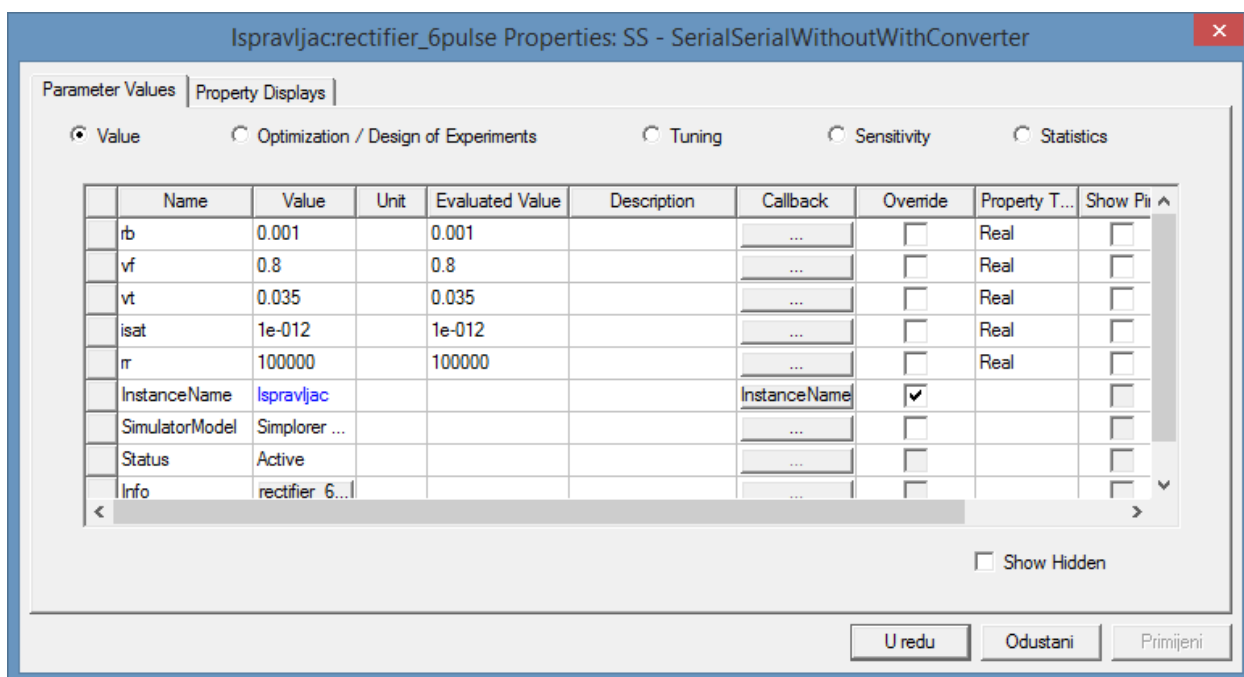 Ispravljac:rectifier_6pulse Properties: SS - SerialSerialWithoutWithConverter
Parameter Values Property Displays
Value Optimization / Design of Experiments Tuning Sensitivity Statistics
Name Value Unit Evaluated Value Description Callback Override Property T... Show Pin
rb 0.001 0.001 ... Real
vf 0.8 0.8 ... Real
vt 0.035 0.035 ... Real
isat 1e-012 1e-012 ... Real
rr 100000 100000 ... Real
InstanceName Ispravljac InstanceName
SimulatorModel Simplorer ... ...
Status Active ...
Info rectifier_6... ...
Show Hidden
U redu Odustani Primijeni